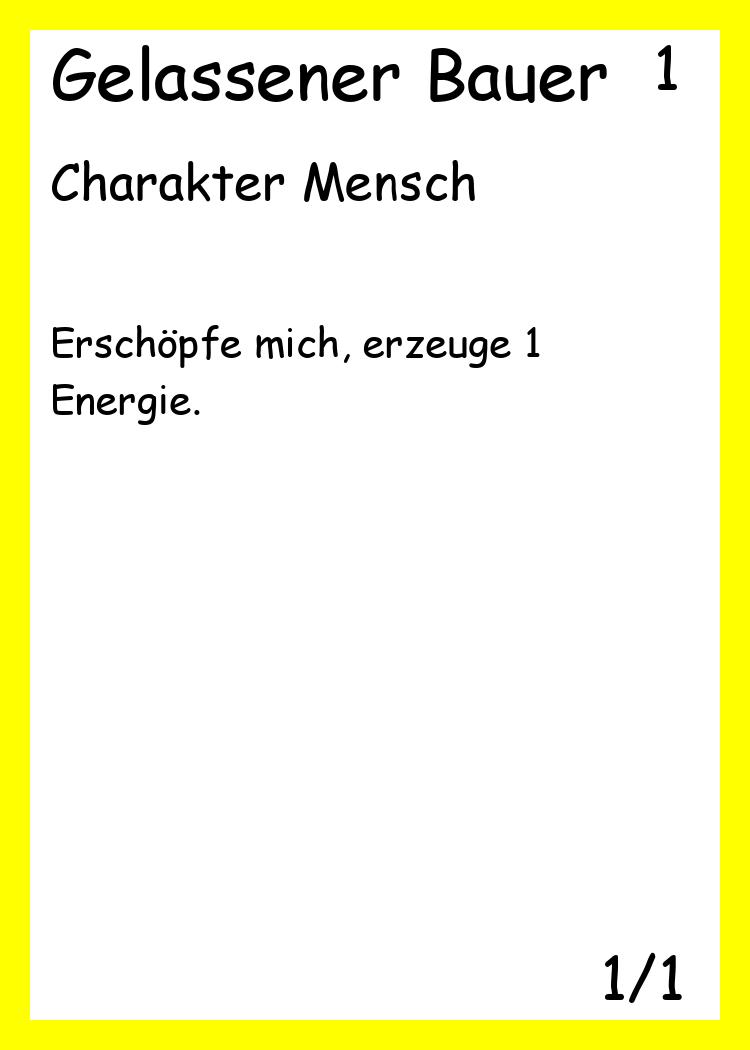 Gelassener Bauer 1
Charakter Mensch
Erschöpfe mich, erzeuge 1
Energie.
1/1